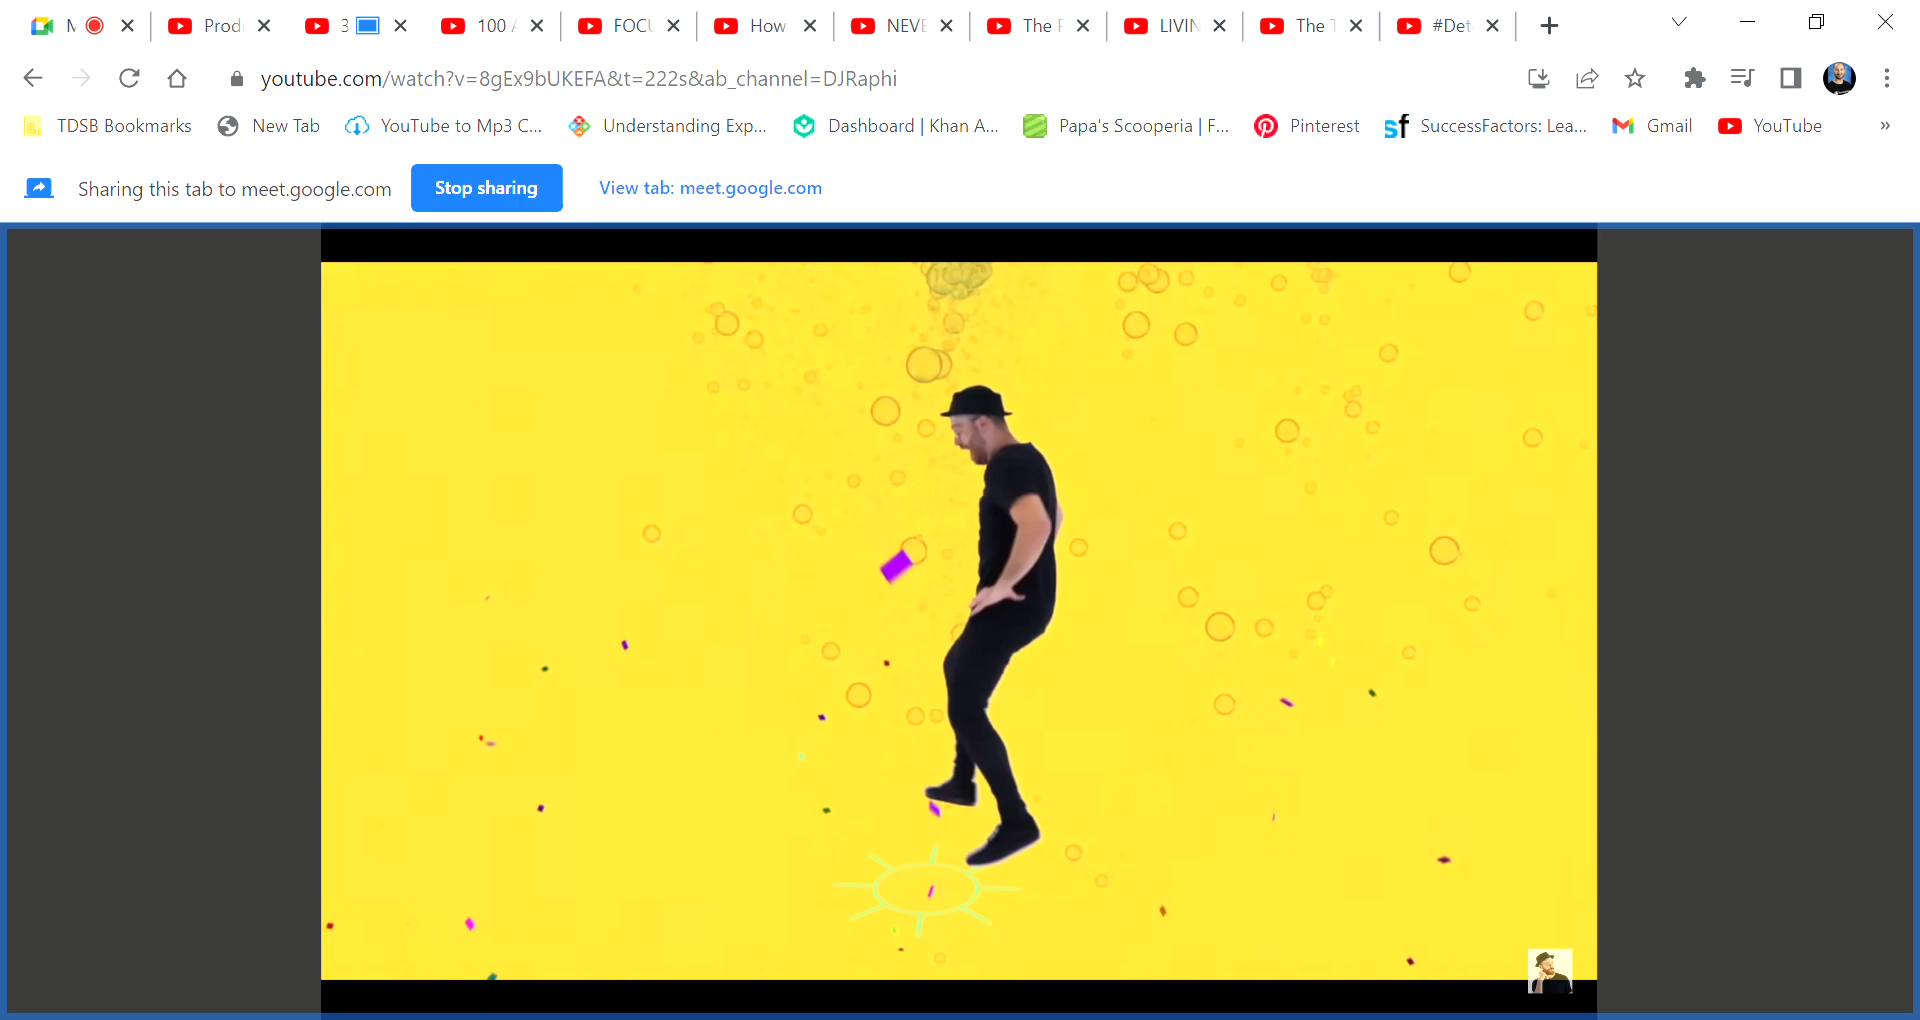 Prod 3 100 FOCU How NEVE The F LIVIN The T #Det
youtube.com/watch?v=8gEx9bUKEFA&t=222s&ab_channel=DJRaphi
TDSB Bookmarks New Tab YouTube to Mp3 C... Understanding Exp... Dashboard | Khan A... Papa's Scooperia | F... Pinterest SuccessFactors: Lea... Gmail YouTube »
Sharing this tab to meet.google.com Stop sharing View tab: meet.google.com